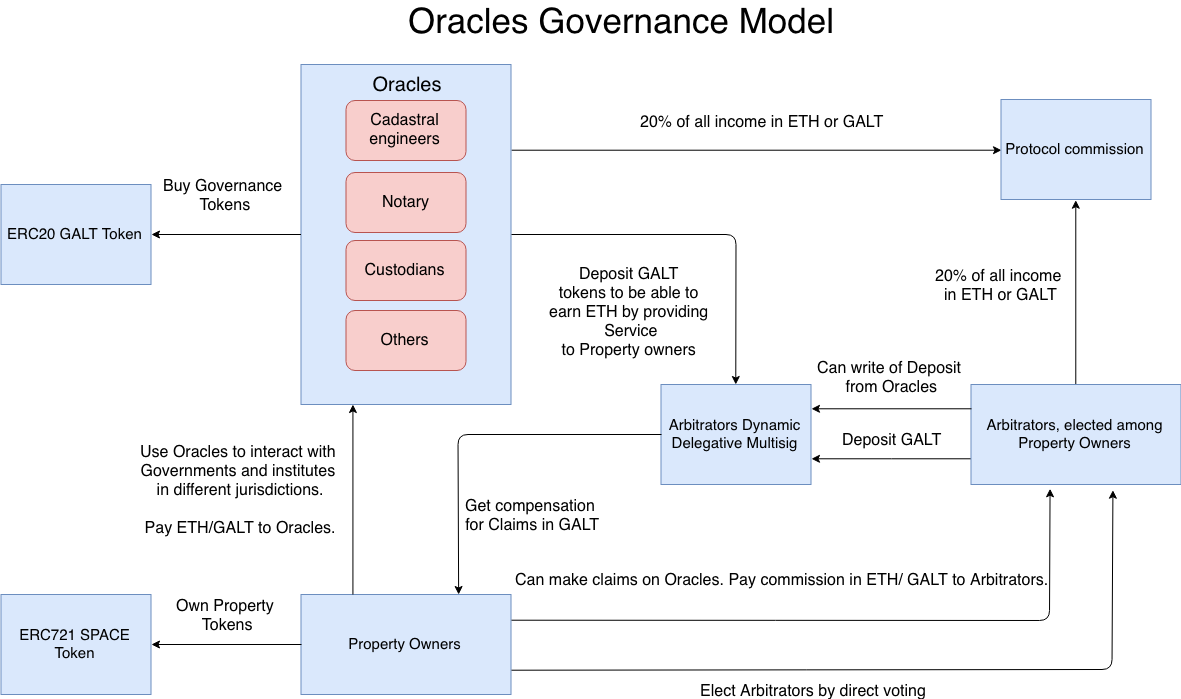 Oracles Governance Model
Oracles
Cadastral
engineers
Notary
Custodians
Others
20% of all income in ETH or GALT
Protocol commission
Buy Governance
Tokens
ERC20 GALT Token
Deposit GALT
tokens to be able to
earn ETH by providing
Service
to Property owners
20% of all income
in ETH or GALT
Can write of Deposit
from Oracles
Arbitrators Dynamic
Delegative Multisig
Deposit GALT
Arbitrators, elected among
Property Owners
Use Oracles to interact with
Governments and institutes
in different jurisdictions.
Pay ETH/GALT to Oracles.
Get compensation
for Claims in GALT
Can make claims on Oracles. Pay commission in ETH/ GALT to Arbitrators.
Own Property
Tokens
ERC721 SPACE
Token
Property Owners
Elect Arbitrators by direct voting